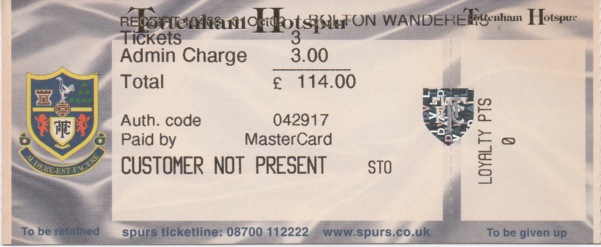 Tottenham Hotspur
BOLTON WANDERERS
Tottenham Hotspur
Tickets 3
Admin Charge 3.00
Total £ 114.00
Auth. code 042917
Paid by MasterCard
CUSTOMER NOT PRESENT STO
LOYALTY PTS
0
AUDERE·EST·FACERE
To be retained spurs ticketline: 08700 112222 www.spurs.co.uk To be given up